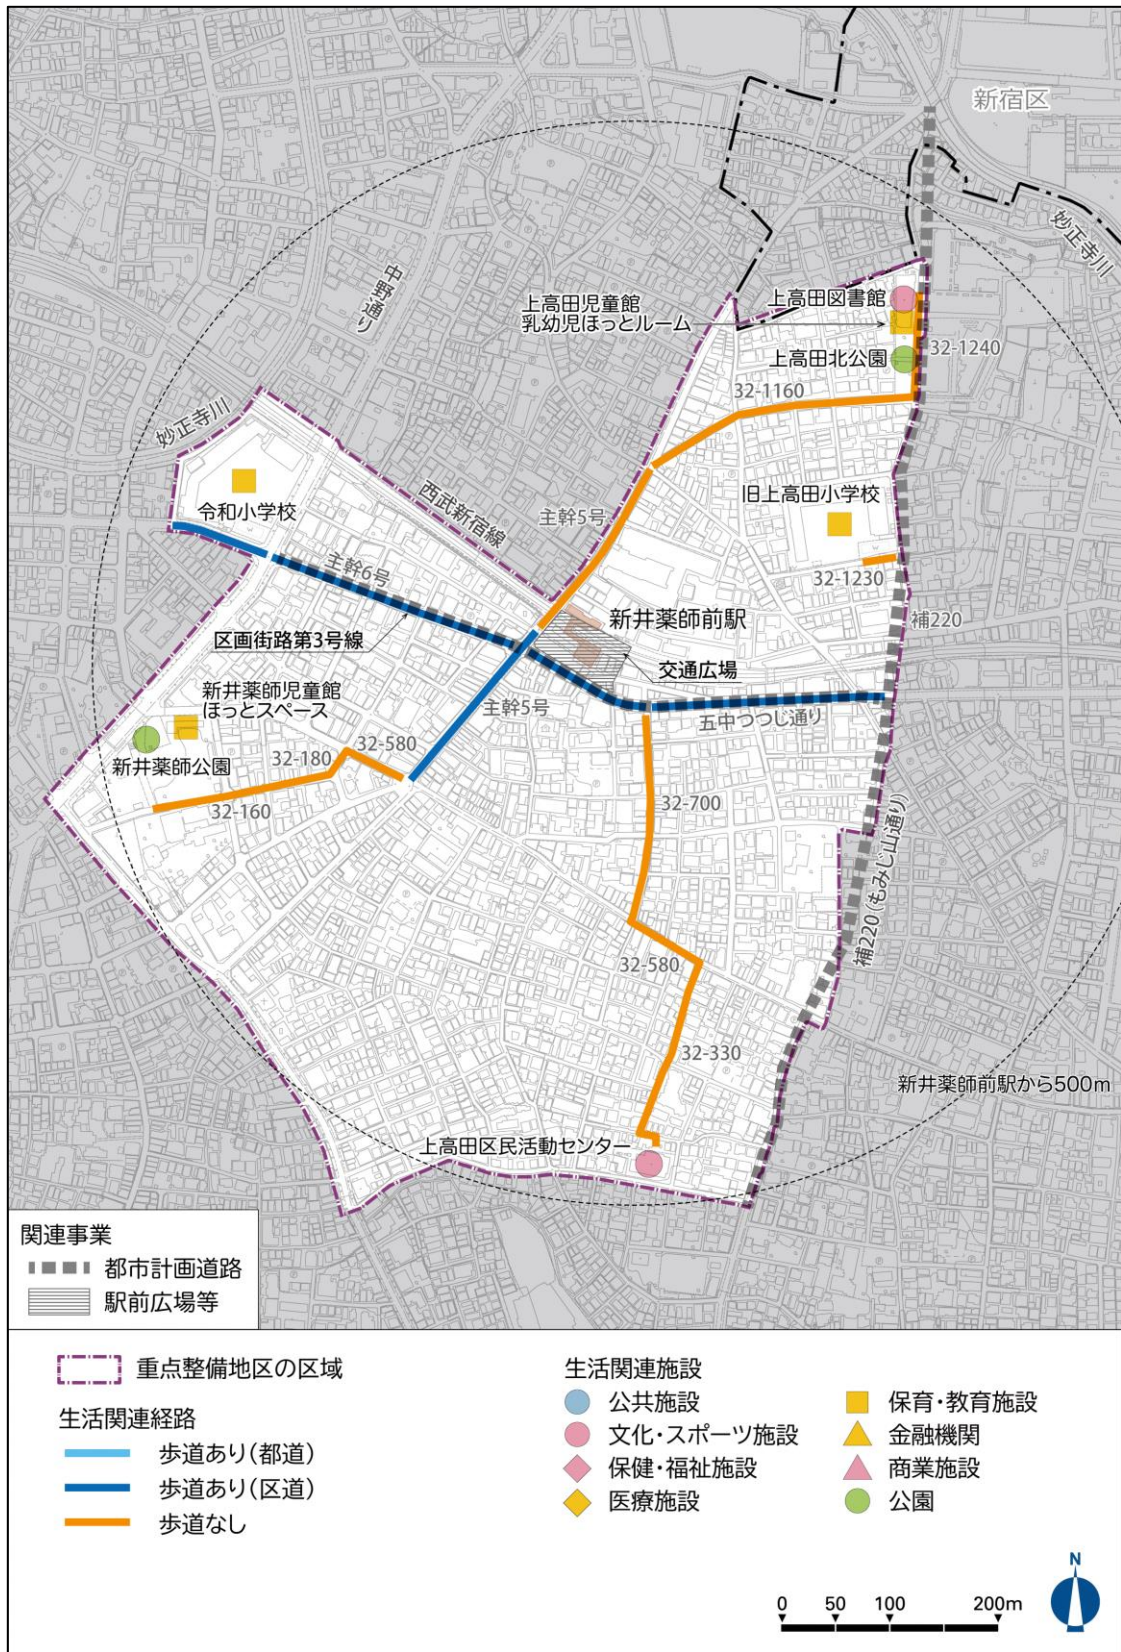 新宿区
妙正寺川
中野通り
上高田児童館
乳幼児ほっとルーム
上高田図書館
上高田北公園
32-1240
32-1160
妙正寺川
令和小学校
西武新宿線
主幹5号
旧上高田小学校
32-1230
主幹6号
新井薬師前駅
補220
区画街路第3号線
交通広場
新井薬師児童館
ほっとスペース
主幹5号
五中つつじ通り
新井薬師公園
32-180
32-580
32-160
32-700
補220(もみじ山通り)
32-580
32-330
新井薬師前駅から500m
上高田区民活動センター
関連事業
都市計画道路
駅前広場等
重点整備地区の区域
生活関連経路
歩道あり(都道)
歩道あり(区道)
歩道なし
生活関連施設
公共施設
文化・スポーツ施設
保健・福祉施設
医療施設
保育・教育施設
金融機関
商業施設
公園
N
0 50 100 200m